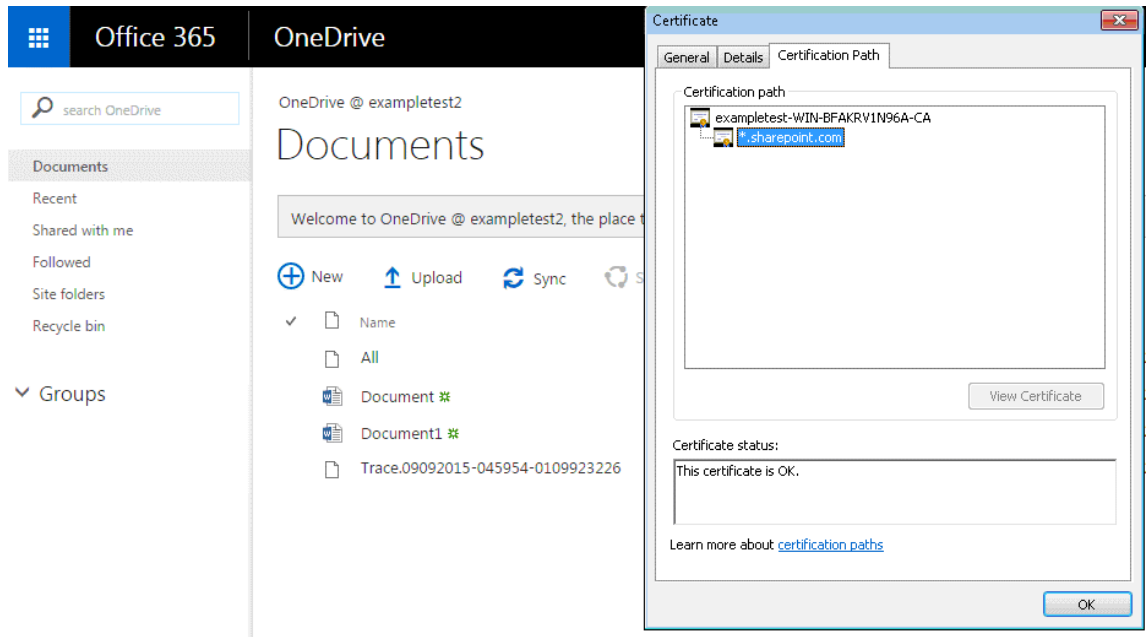 Office 365
OneDrive
search OneDrive
Documents
Recent
Shared with me
Followed
Site folders
Recycle bin
Groups
OneDrive @ exampletest2
Documents
Welcome to OneDrive @ exampletest2, the place
New Upload Sync
Name
All
Document
Document1
Trace.09092015-045954-0109923226
Certificate
General Details Certification Path
Certification path
exampletest-WIN-BFAKRV1N96A-CA
*.sharepoint.com
View Certificate
Certificate status:
This certificate is OK.
Learn more about certification paths
OK